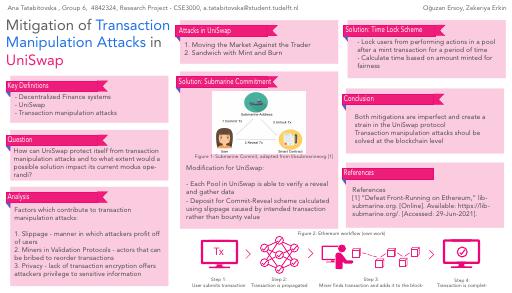 Ana Tatabitovska , Group 6, 4842324, Research Project - CSE3000, a.tatabitovska@student.tudelft.nl
Oğuzan Ersoy, Zekeriya Erkin
Mitigation of Transaction
Manipulation Attacks in
UniSwap
Key Definitions
- Decentralized Finance systems
- UniSwap
- Transaction manipulation attacks
Question
How can UniSwap protect itself from transaction
manipulation attacks and to what extent would a
possible solution impact its current modus ope-
randi?
Analysis
Factors which contribute to transaction
manipulation attacks:
1. Slippage - manner in which attackers profit off
of users
2. Miners in Validation Protocols - actors that can
be bribed to reorder transactions
3. Privacy - lack of transaction encryption offers
attackers privilege to sensitive information
Attacks in UniSwap
1. Moving the Market Against the Trader
2. Sandwich with Mint and Burn
Solution: Submarine Commitment
Submarine Address
1 Commit Tx
3 Unlock Tx
2 Reveal Tx
User
Smart Contract
Figure 1: Submarine Commit, adapted from libsubmarine.org [1]
Modification for UniSwap:
- Each Pool in UniSwap is able to verify a reveal
and gather data
- Deposit for Commit-Reveal scheme calculated
using slippage caused by intended transaction
rather than bounty value
Solution: Time Lock Scheme
- Lock users from performing actions in a pool
after a mint transaction for a period of time
- Calculate time based on amount minted for
fairness
Conclusion
Both mitigations are imperfect and create a
strain in the UniSwap protocol
Transaction manipulation attacks shoul be
solved at the blockchain level
References
References
[1] "Defeat Front-Running on Ethereum," lib-
submarine.org. [Online]. Available: https://lib-
submarine.org/. [Accessed: 29-Jun-2021].
Figure 2: Ethereum workflow (own work)
Tx
Step 1
User submits transaction
Step 2
Transaction is propagated
Step 3
Miner finds transaction and adds it to the block
Step 4
Transaction is complet